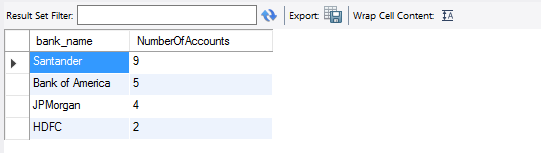 Result Set Filter: Export: Wrap Cell Content:
bank_name NumberOfAccounts
Santander 9
Bank of America 5
JPMorgan 4
HDFC 2